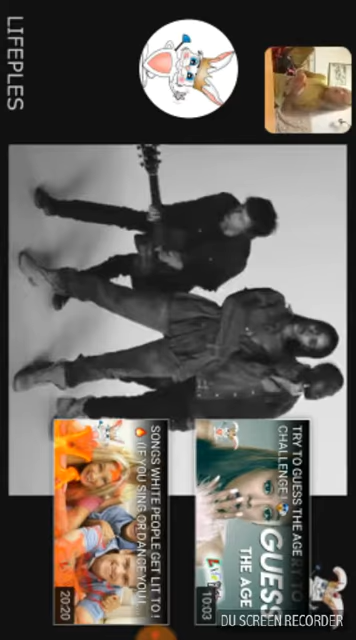 LIFEPLES
TRY TO GUESS THE AGE
CHALLENGE!
GUESS
THE AGE
10:03
SONGS WHITE PEOPLE GET LIT TO!
(IF YOU SING OR DANCE YOU L
20:20
DU SCREEN RECORDER